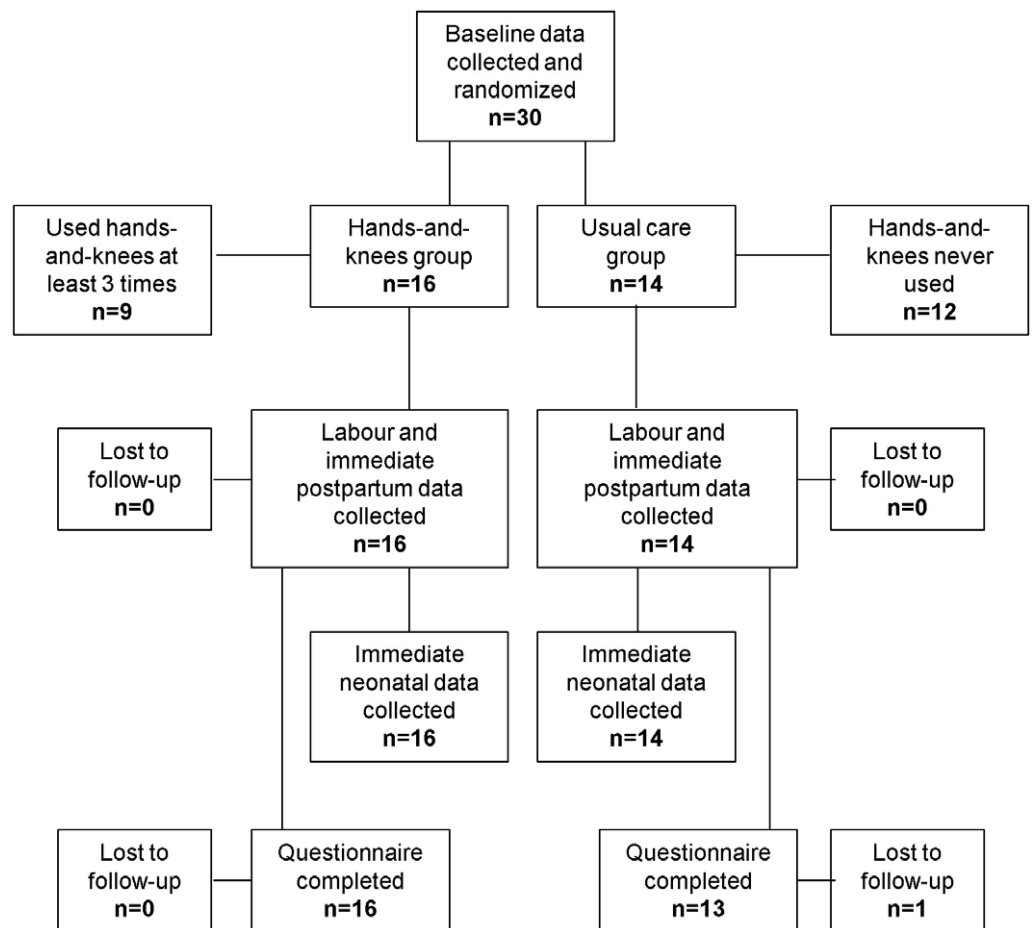 Baseline data
collected and
randomized
n=30
Used hands-
and-knees at
least 3 times
n=9
Hands-and-
knees group
n=16
Usual care
group
n=14
Hands-and-
knees never
used
n=12
Lost to
follow-up
n=0
Labour and
immediate
postpartum data
collected
n=16
Labour and
immediate
postpartum data
collected
n=14
Lost to
follow-up
n=0
Immediate
neonatal data
collected
n=16
Immediate
neonatal data
collected
n=14
Lost to
follow-up
n=0
Questionnaire
completed
n=16
Questionnaire
completed
n=13
Lost to
follow-up
n=1